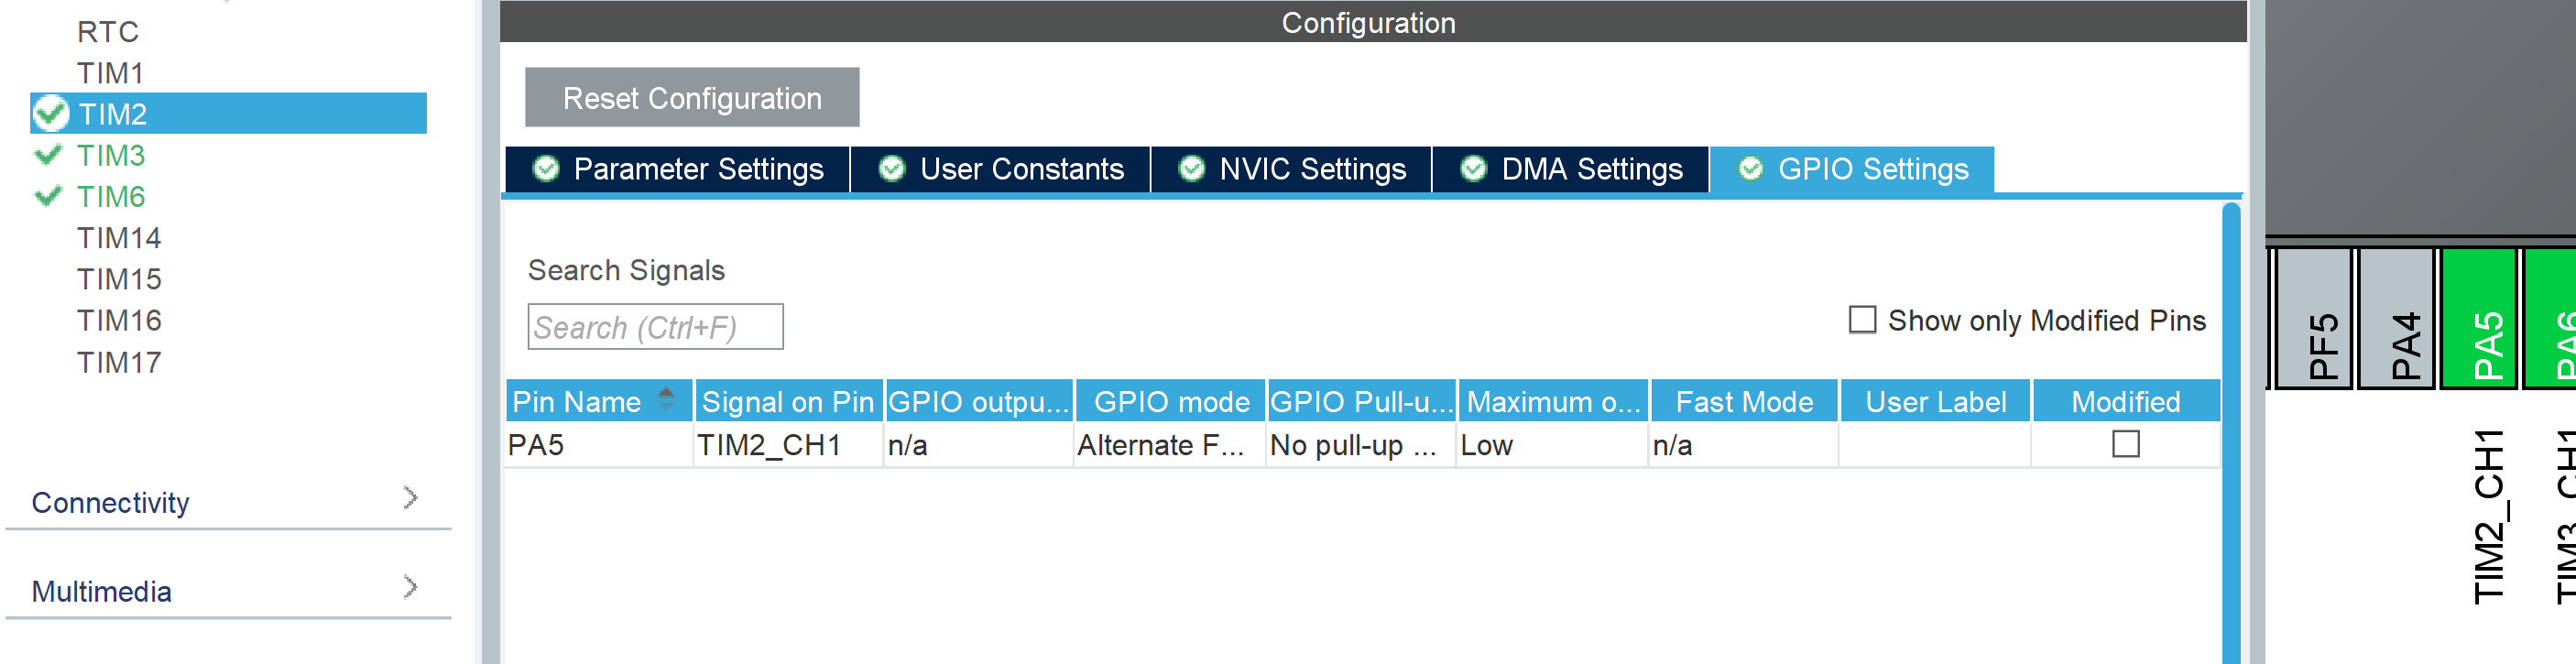 RTC
TIM1
TIM2
TIM3
TIM6
TIM14
TIM15
TIM16
TIM17
Connectivity
Multimedia
Configuration
Reset Configuration
Parameter Settings User Constants NVIC Settings DMA Settings GPIO Settings
Search Signals
Search (Ctrl+F)
Show only Modified Pins
Pin Name Signal on Pin GPIO outpu... GPIO mode GPIO Pull-u... Maximum o... Fast Mode User Label Modified
PA5 TIM2_CH1 n/a Alternate F... No pull-up ... Low n/a
PF5
PA4
PA5
PA6
TIM2_CH1
TIM3_CH1